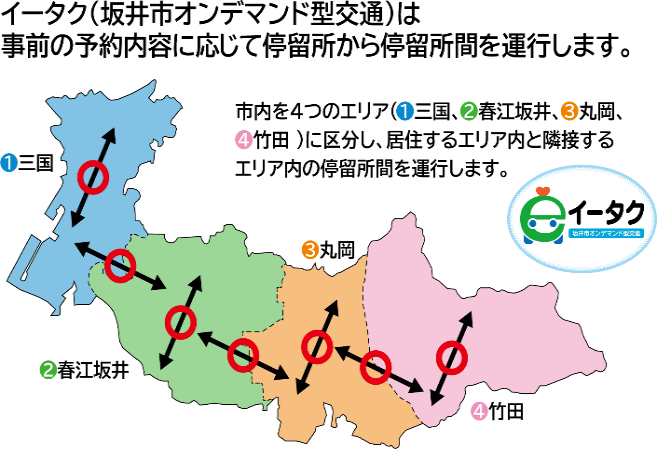 イータク（坂井市オンデマンド型交通）は
事前の予約内容に応じて停留所から停留所間を運行します。
市内を4つのエリア（❶三国、❷春江坂井、❸丸岡、
❹竹田 ）に区分し、居住するエリア内と隣接する
エリア内の停留所間を運行します。
❶三国
イータク
坂井市オンデマンド型交通
❸丸岡
❷春江坂井
❹竹田